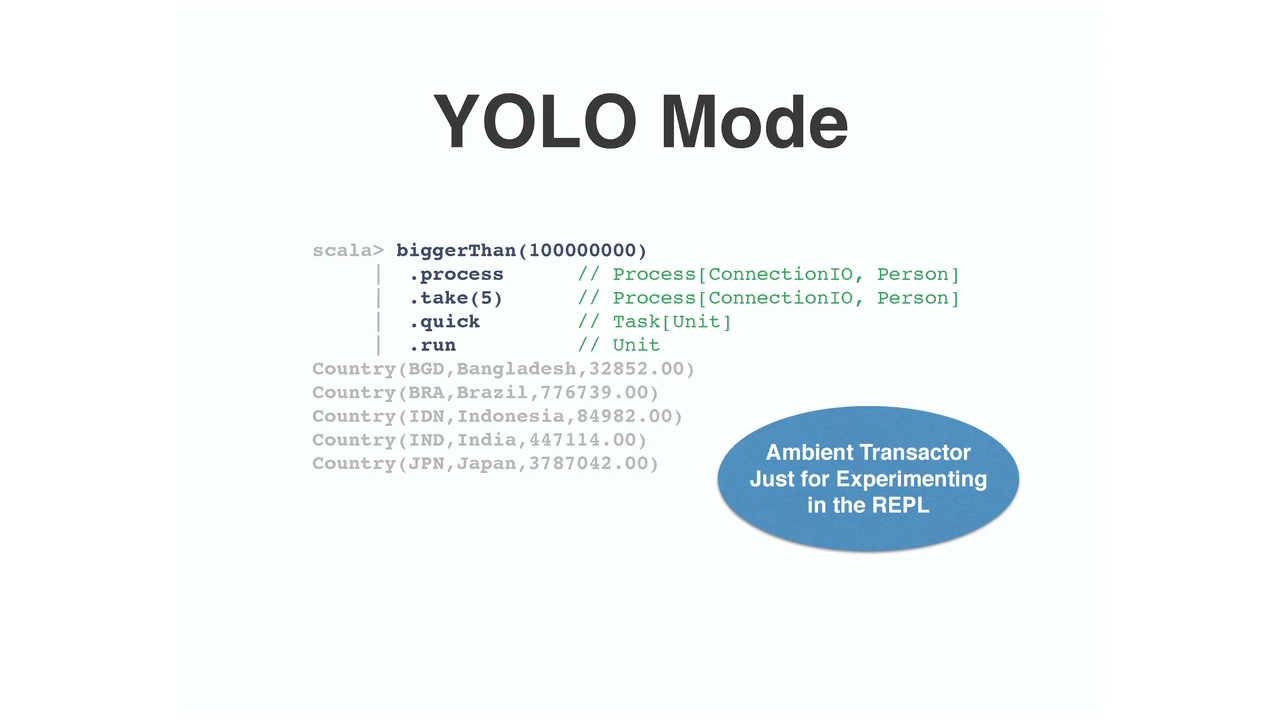 YOLO Mode
scala> biggerThan(100000000)
| .process // Process[ConnectionIO, Person]
| .take(5) // Process[ConnectionIO, Person]
| .quick // Task[Unit]
| .run // Unit
Country(BGD,Bangladesh,32852.00)
Country(BRA,Brazil,776739.00)
Country(IDN,Indonesia,84982.00)
Country(IND,India,447114.00)
Country(JPN,Japan,3787042.00)
Ambient Transactor
Just for Experimenting
in the REPL